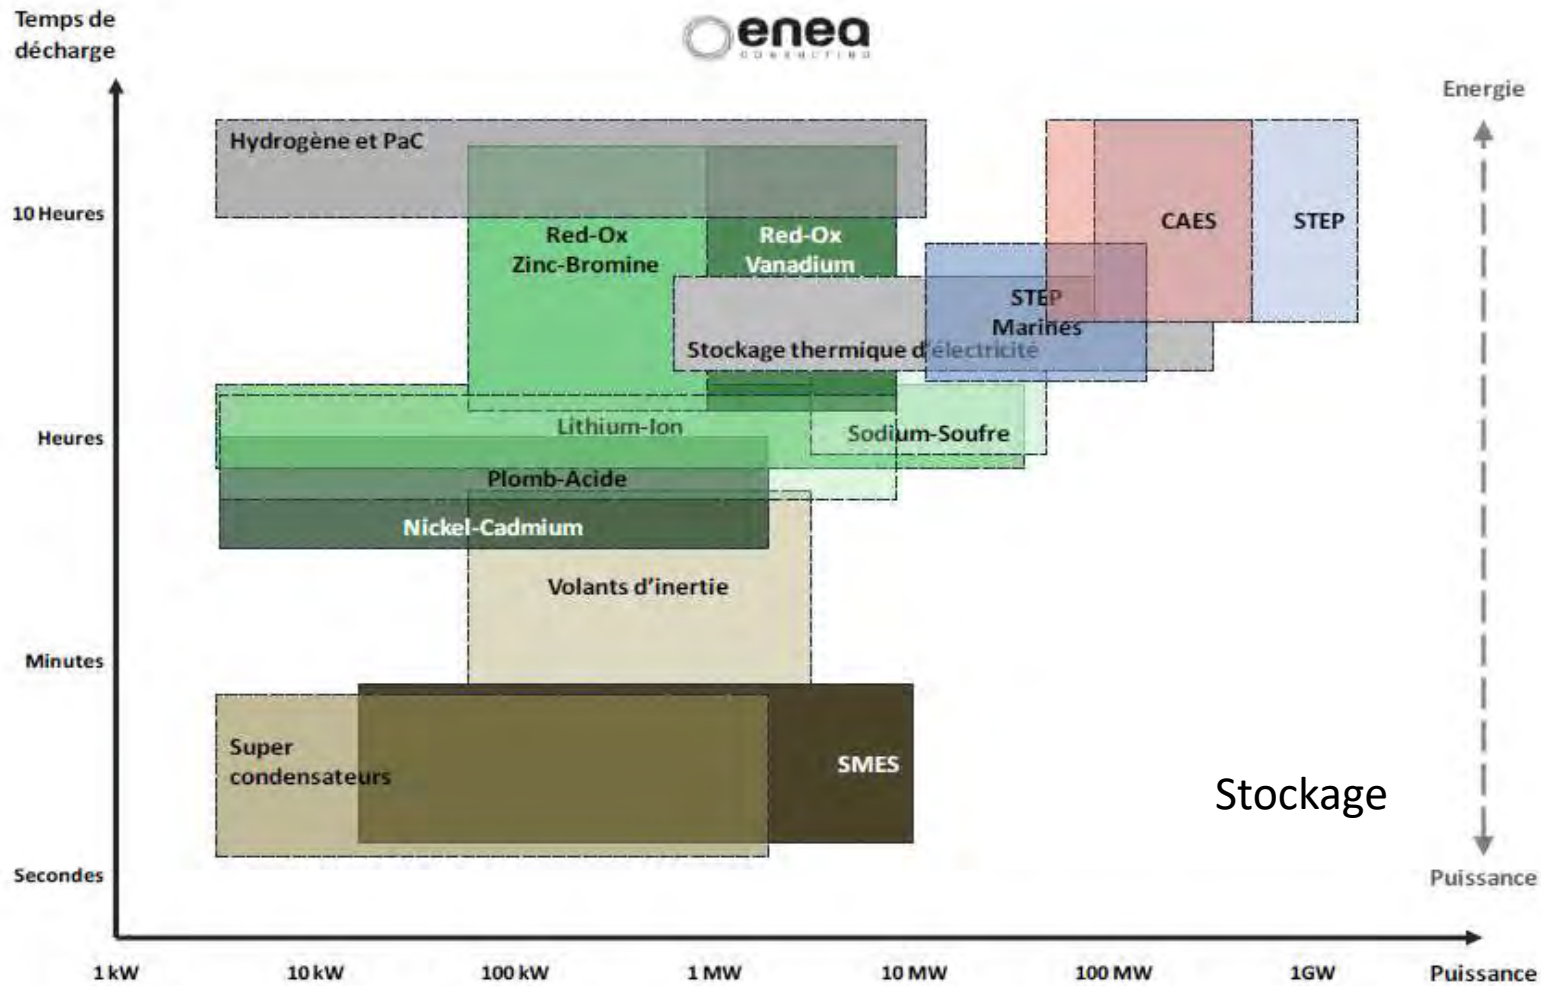 Temps de
décharge
enea
CONSULTING
Energie
Hydrogène et PaC
10 Heures
Red-Ox
Zinc-Bromine
Red-Ox
Vanadium
CAES
STEP
STEP
Marines
Stockage thermique d'électricité
Heures
Lithium-Ion
Sodium-Soufre
Plomb-Acide
Nickel-Cadmium
Volants d'inertie
Minutes
Super
condensateurs
SMES
Stockage
Secondes
Puissance
1 kW
10 kW
100 kW
1 MW
10 MW
100 MW
1GW
Puissance